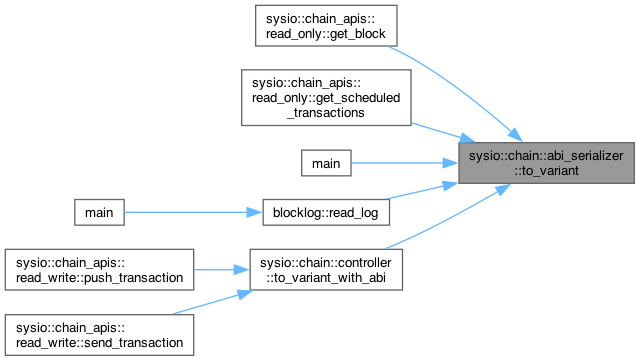 sysio::chain_apis::
read_only::get_block
sysio::chain_apis::
read_only::get_scheduled
_transactions
sysio::chain::abi_serializer
::to_variant
main
main
blocklog::read_log
sysio::chain_apis::
read_write::push_transaction
sysio::chain::controller
::to_variant_with_abi
sysio::chain_apis::
read_write::send_transaction